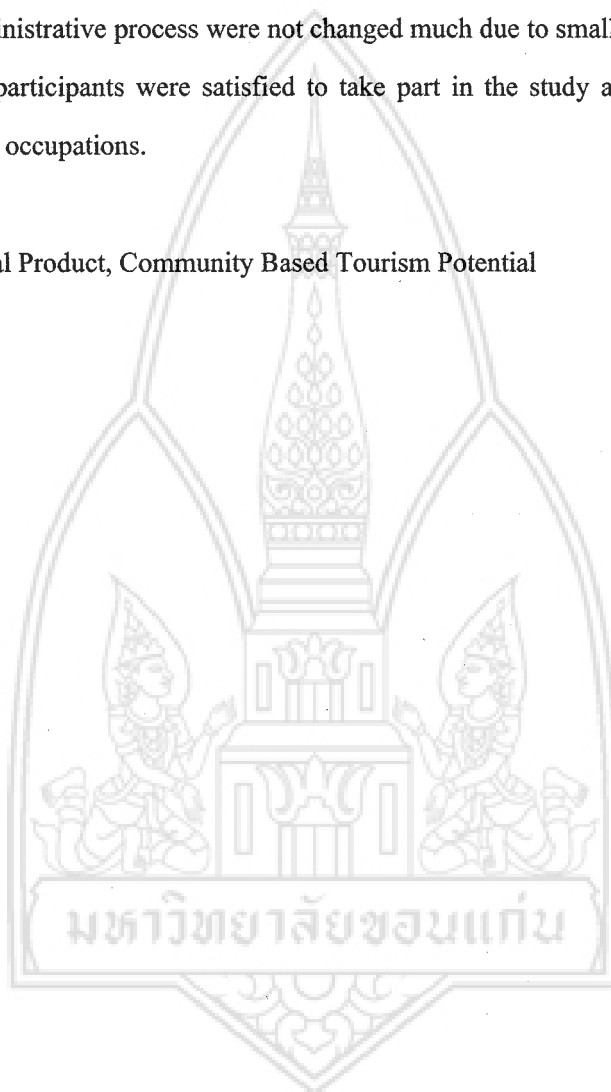 inistrative process were not changed much due to small
participants were satisfied to take part in the study a
occupations.
al Product, Community Based Tourism Potential
มหาวิทยาลัยขอนแก่น